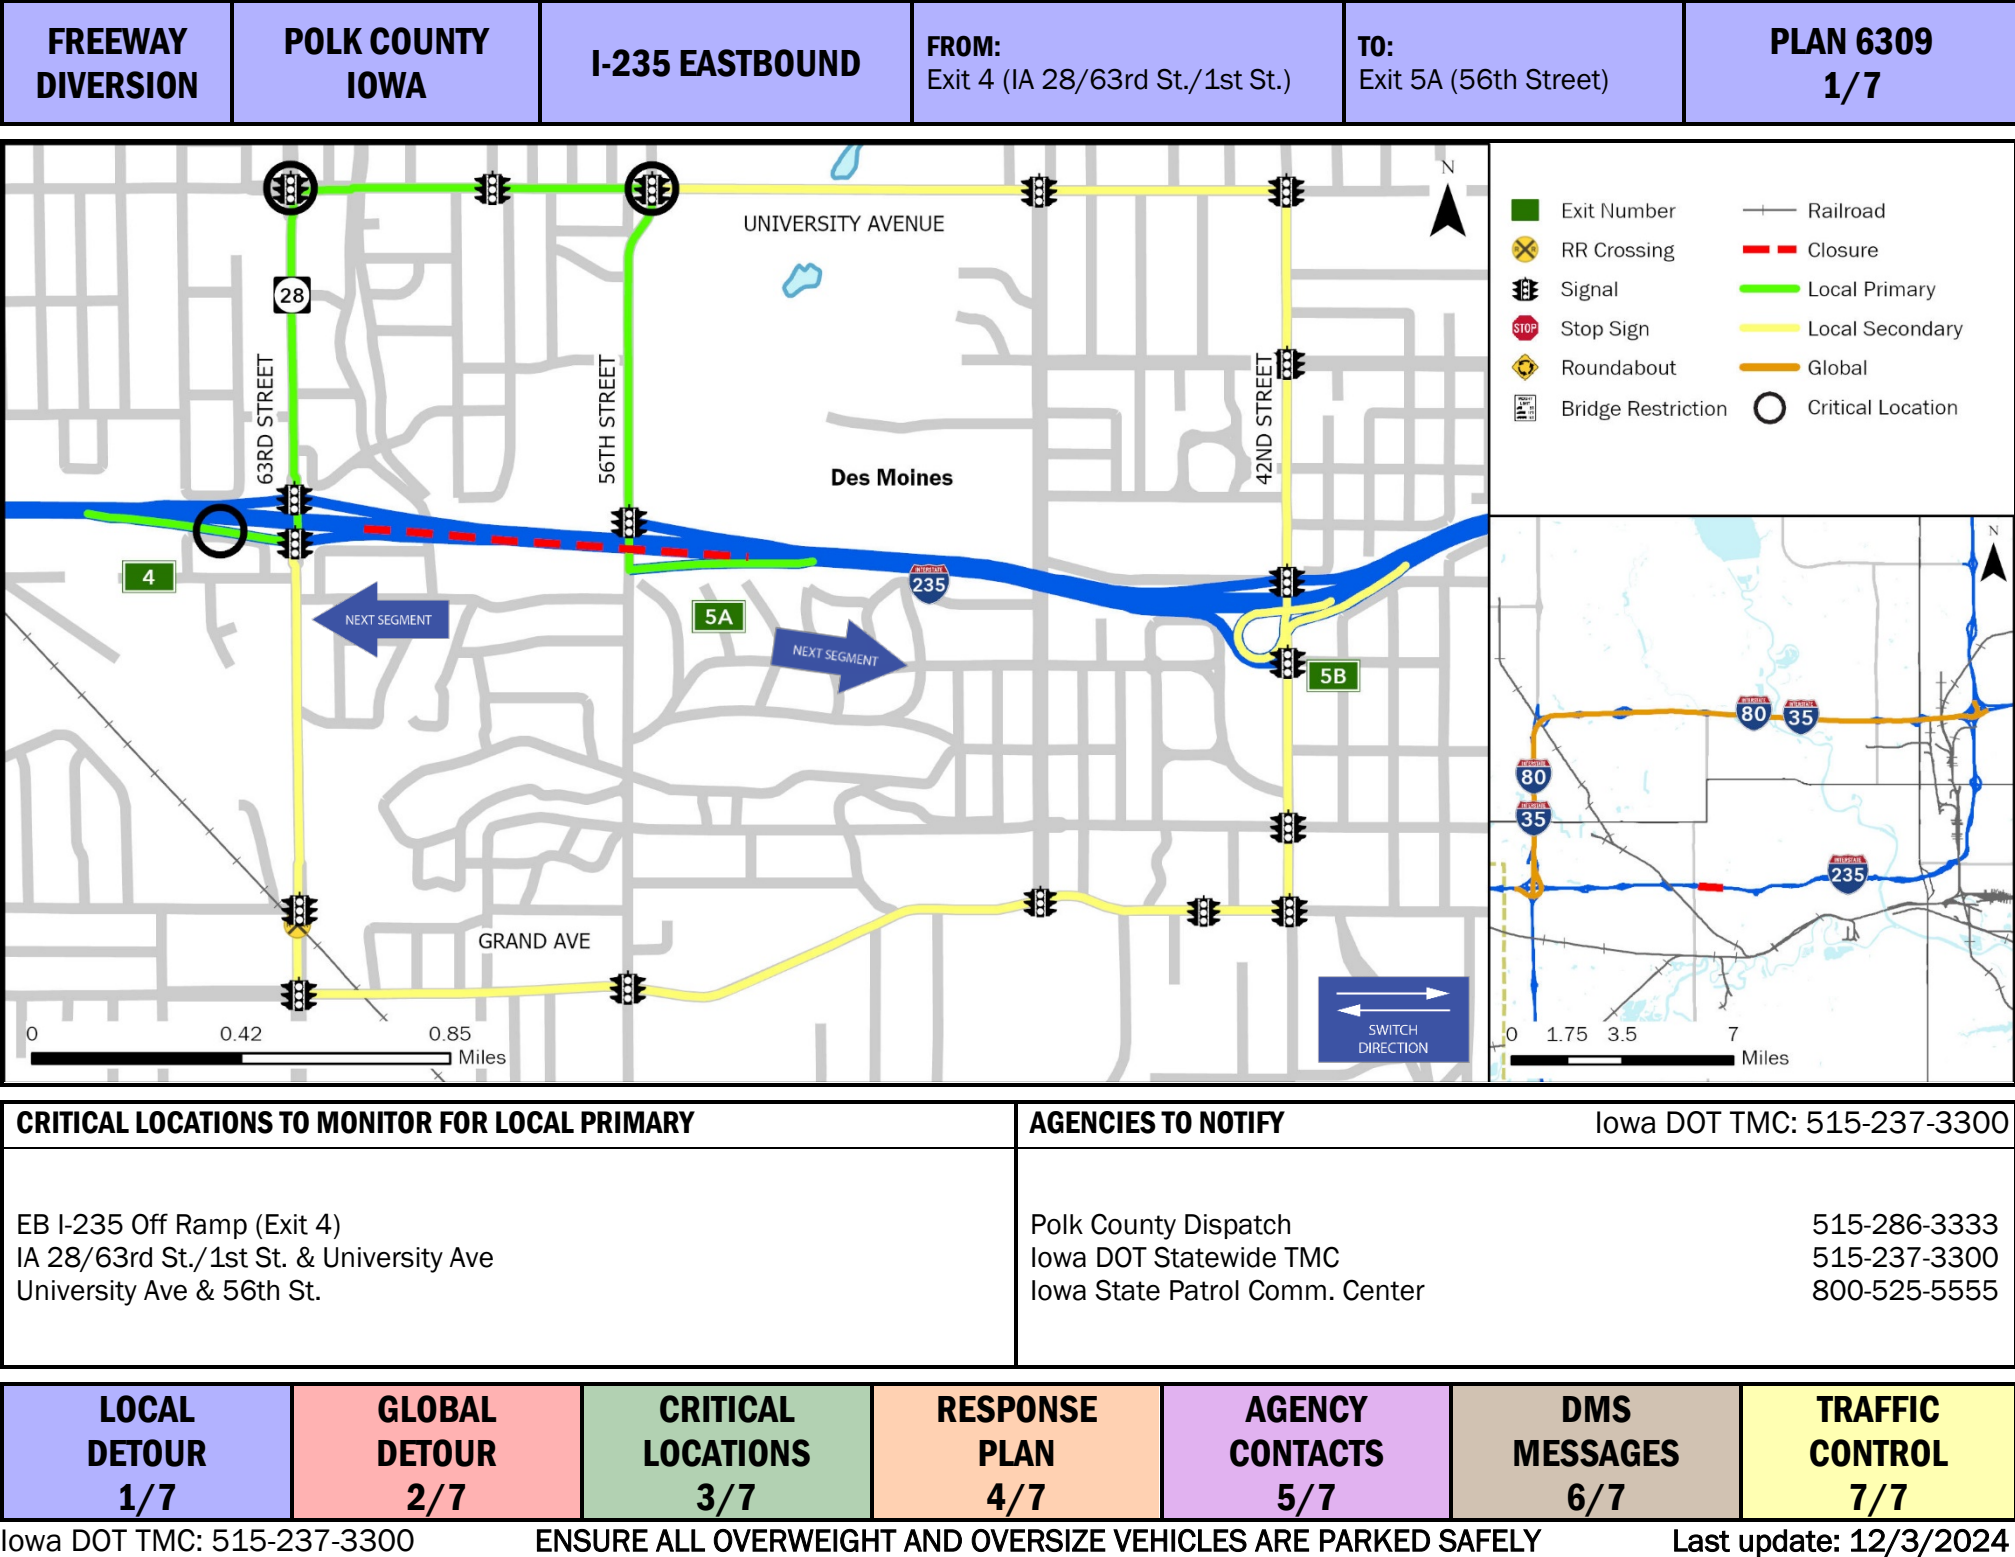 FREEWAY
DIVERSION
POLK COUNTY
IOWA
I-235 EASTBOUND
FROM:
Exit 4 (IA 28/63rd St./1st St.)
TO:
Exit 5A (56th Street)
PLAN 6309
1/7
N
UNIVERSITY AVENUE
28
63RD STREET
56TH STREET
42ND STREET
Des Moines
4
INTERSTATE
235
NEXT SEGMENT
5A
NEXT SEGMENT
5B
GRAND AVE
0 0.42 0.85
Miles
SWITCH
DIRECTION
Exit Number
RR Crossing
Signal
STOP
Stop Sign
Roundabout
Bridge Restriction
Railroad
Closure
Local Primary
Local Secondary
Global
Critical Location
N
INTERSTATE
80
INTERSTATE
35
INTERSTATE
80
INTERSTATE
35
INTERSTATE
235
0 1.75 3.5 7
Miles
CRITICAL LOCATIONS TO MONITOR FOR LOCAL PRIMARY
EB I-235 Off Ramp (Exit 4)
IA 28/63rd St./1st St. & University Ave
University Ave & 56th St.
AGENCIES TO NOTIFY Iowa DOT TMC: 515-237-3300
Polk County Dispatch 515-286-3333
Iowa DOT Statewide TMC 515-237-3300
Iowa State Patrol Comm. Center 800-525-5555
LOCAL
DETOUR
1/7
GLOBAL
DETOUR
2/7
CRITICAL
LOCATIONS
3/7
RESPONSE
PLAN
4/7
AGENCY
CONTACTS
5/7
DMS
MESSAGES
6/7
TRAFFIC
CONTROL
7/7
Iowa DOT TMC: 515-237-3300 ENSURE ALL OVERWEIGHT AND OVERSIZE VEHICLES ARE PARKED SAFELY Last update: 12/3/2024